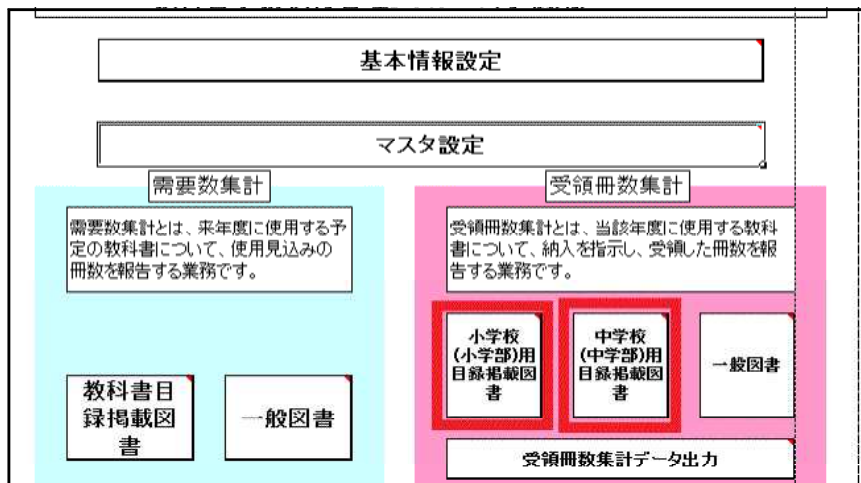 基本情報設定
マスタ設定
需要数集計
需要数集計とは、来年度に使用する予
定の教科書について、使用見込みの
冊数を報告する業務です。
教科書目
録掲載図
書
一般図書
受領冊数集計
受領冊数集計とは、当該年度に使用する教科
書について、納入を指示し、受領した冊数を報
告する業務です。
小学校
(小学部)用
目録掲載図
書
中学校
(中学部)用
目録掲載図
書
一般図書
受領冊数集計データ出力